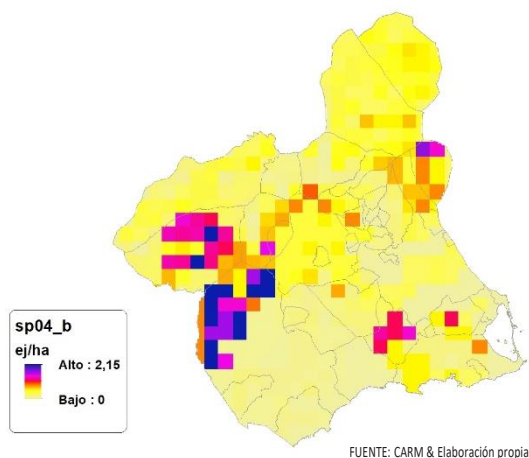 sp04_b
ej/ha
Alto : 2,15
Bajo : 0
FUENTE: CARM & Elaboración propia